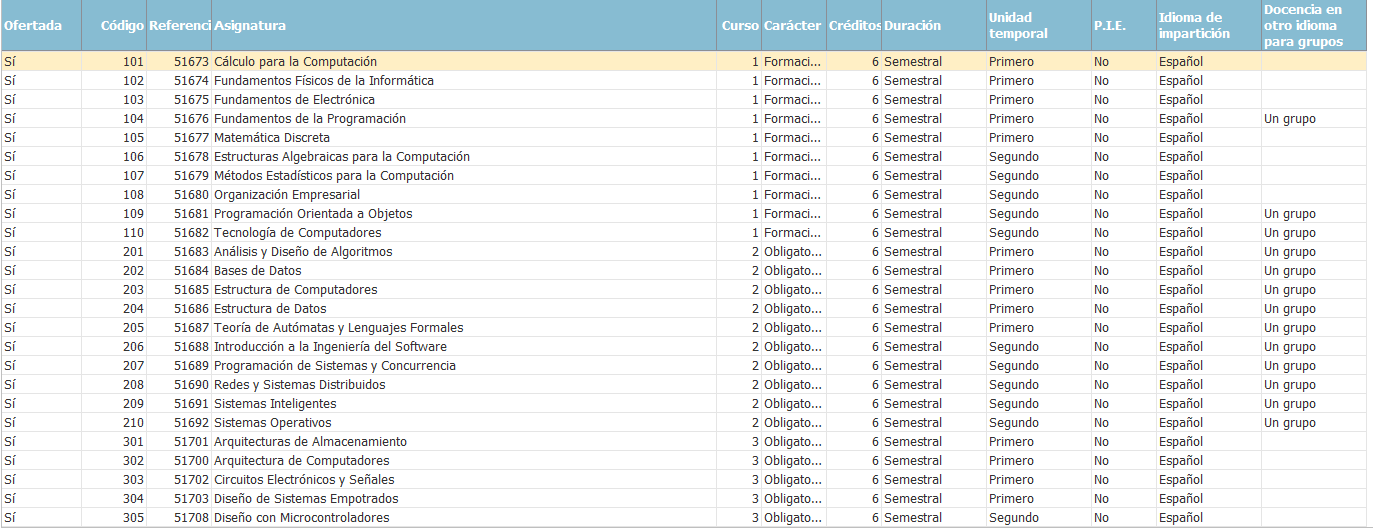 Ofertada Código Referenci Asignatura Curso Carácter Créditos Duración Unidad temporal P.I.E. Idioma de impartición Docencia en otro idioma para grupos
Sí 101 51673 Cálculo para la Computación 1 Formaci... 6 Semestral Primero No Español
Sí 102 51674 Fundamentos Físicos de la Informática 1 Formaci... 6 Semestral Primero No Español
Sí 103 51675 Fundamentos de Electrónica 1 Formaci... 6 Semestral Primero No Español
Sí 104 51676 Fundamentos de la Programación 1 Formaci... 6 Semestral Primero No Español Un grupo
Sí 105 51677 Matemática Discreta 1 Formaci... 6 Semestral Primero No Español
Sí 106 51678 Estructuras Algebraicas para la Computación 1 Formaci... 6 Semestral Segundo No Español
Sí 107 51679 Métodos Estadísticos para la Computación 1 Formaci... 6 Semestral Segundo No Español
Sí 108 51680 Organización Empresarial 1 Formaci... 6 Semestral Segundo No Español
Sí 109 51681 Programación Orientada a Objetos 1 Formaci... 6 Semestral Segundo No Español Un grupo
Sí 110 51682 Tecnología de Computadores 1 Formaci... 6 Semestral Segundo No Español Un grupo
Sí 201 51683 Análisis y Diseño de Algoritmos 2 Obligato... 6 Semestral Primero No Español Un grupo
Sí 202 51684 Bases de Datos 2 Obligato... 6 Semestral Primero No Español Un grupo
Sí 203 51685 Estructura de Computadores 2 Obligato... 6 Semestral Primero No Español Un grupo
Sí 204 51686 Estructura de Datos 2 Obligato... 6 Semestral Primero No Español Un grupo
Sí 205 51687 Teoría de Autómatas y Lenguajes Formales 2 Obligato... 6 Semestral Primero No Español Un grupo
Sí 206 51688 Introducción a la Ingeniería del Software 2 Obligato... 6 Semestral Segundo No Español Un grupo
Sí 207 51689 Programación de Sistemas y Concurrencia 2 Obligato... 6 Semestral Segundo No Español Un grupo
Sí 208 51690 Redes y Sistemas Distribuidos 2 Obligato... 6 Semestral Segundo No Español Un grupo
Sí 209 51691 Sistemas Inteligentes 2 Obligato... 6 Semestral Segundo No Español Un grupo
Sí 210 51692 Sistemas Operativos 2 Obligato... 6 Semestral Segundo No Español Un grupo
Sí 301 51701 Arquitecturas de Almacenamiento 3 Obligato... 6 Semestral Primero No Español
Sí 302 51700 Arquitectura de Computadores 3 Obligato... 6 Semestral Primero No Español
Sí 303 51702 Circuitos Electrónicos y Señales 3 Obligato... 6 Semestral Primero No Español
Sí 304 51703 Diseño de Sistemas Empotrados 3 Obligato... 6 Semestral Primero No Español
Sí 305 51708 Diseño con Microcontroladores 3 Obligato... 6 Semestral Segundo No Español